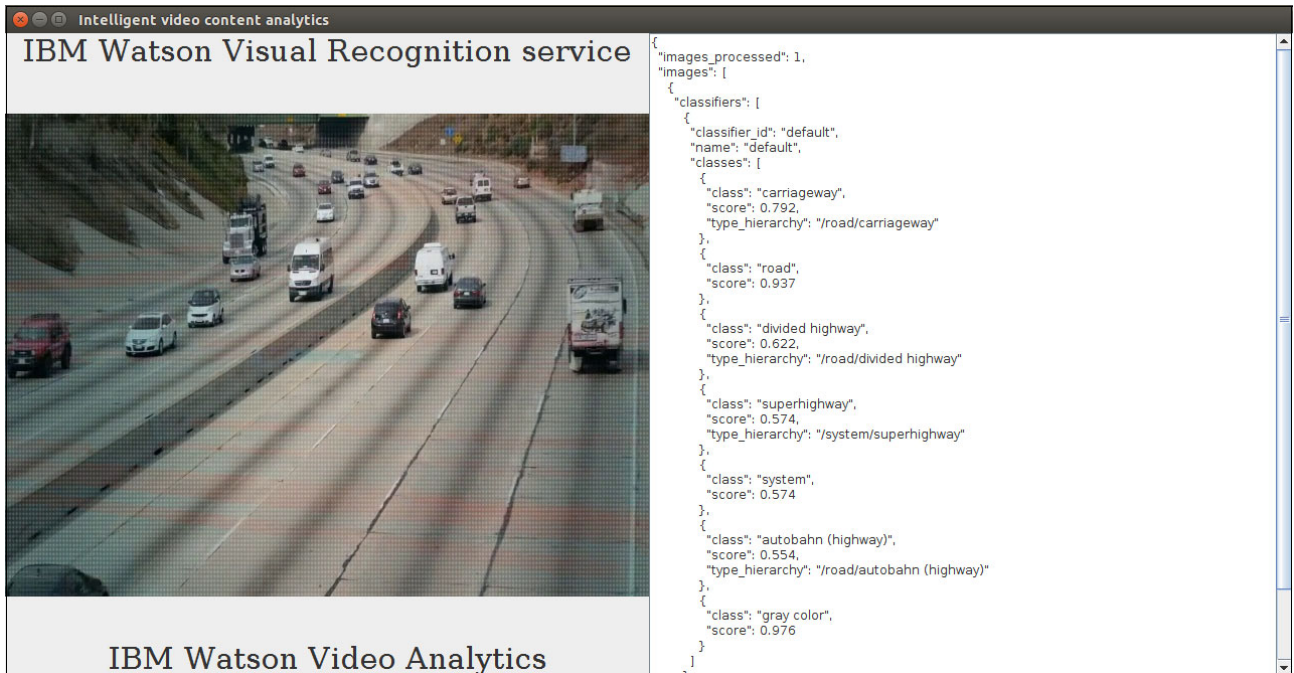 Intelligent video content analytics
IBM Watson Visual Recognition service
IBM Watson Video Analytics
{
"images_processed": 1,
"images": [
{
"classifiers": [
{
"classifier_id": "default",
"name": "default",
"classes": [
{
"class": "carriageway",
"score": 0.792,
"type_hierarchy": "/road/carriageway"
},
{
"class": "road",
"score": 0.937
},
{
"class": "divided highway",
"score": 0.622,
"type_hierarchy": "/road/divided highway"
},
{
"class": "superhighway",
"score": 0.574,
"type_hierarchy": "/system/superhighway"
},
{
"class": "system",
"score": 0.574
},
{
"class": "autobahn (highway)",
"score": 0.554,
"type_hierarchy": "/road/autobahn (highway)"
},
{
"class": "gray color",
"score": 0.976
}
]